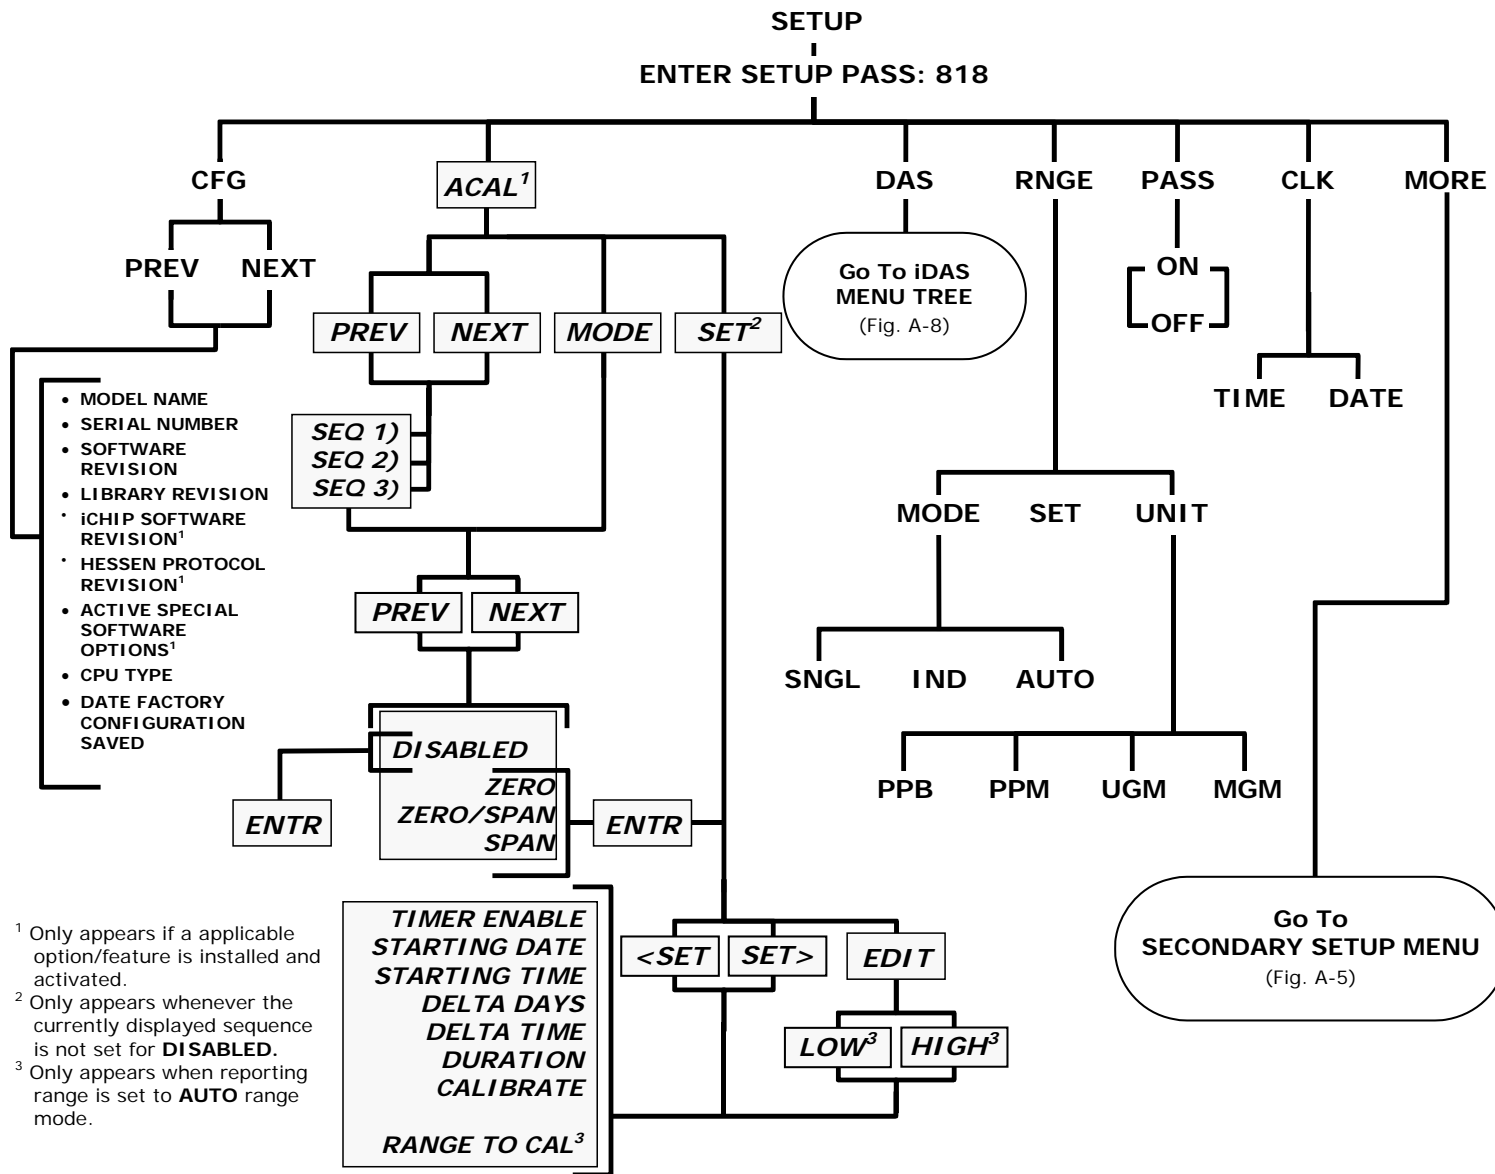 SETUP
ENTER SETUP PASS: 818
CFG
ACAL¹
DAS
RNGE
PASS
CLK
MORE
PREV
NEXT
PREV
NEXT
MODE
SET²
Go To iDAS
MENU TREE
(Fig. A-8)
ON
OFF
TIME
DATE
• MODEL NAME
• SERIAL NUMBER
• SOFTWARE
REVISION
• LIBRARY REVISION
• iCHIP SOFTWARE
REVISION¹
• HESSEN PROTOCOL
REVISION¹
• ACTIVE SPECIAL
SOFTWARE
OPTIONS¹
• CPU TYPE
• DATE FACTORY
CONFIGURATION
SAVED
SEQ 1)
SEQ 2)
SEQ 3)
MODE
SET
UNIT
PREV
NEXT
SNGL
IND
AUTO
DISABLED
ZERO
ZERO/SPAN
SPAN
ENTR
ENTR
PPB
PPM
UGM
MGM
TIMER ENABLE
STARTING DATE
STARTING TIME
DELTA DAYS
DELTA TIME
DURATION
CALIBRATE
RANGE TO CAL³
<SET
SET>
EDIT
LOW³
HIGH³
Go To
SECONDARY SETUP MENU
(Fig. A-5)
¹ Only appears if a applicable
option/feature is installed and
activated.
² Only appears whenever the
currently displayed sequence
is not set for DISABLED.
³ Only appears when reporting
range is set to AUTO range
mode.